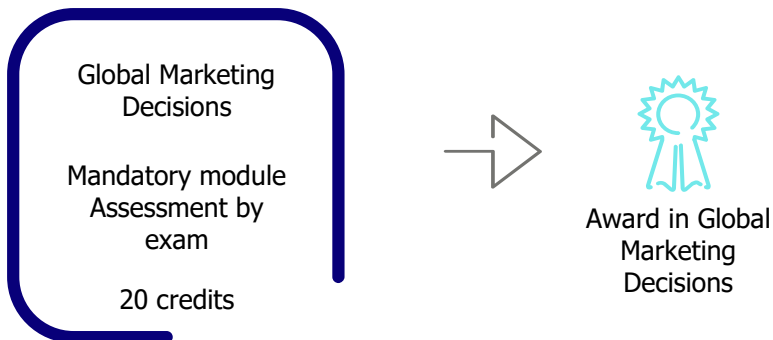 Global Marketing
Decisions
Mandatory module
Assessment by
exam
20 credits
Award in Global
Marketing
Decisions